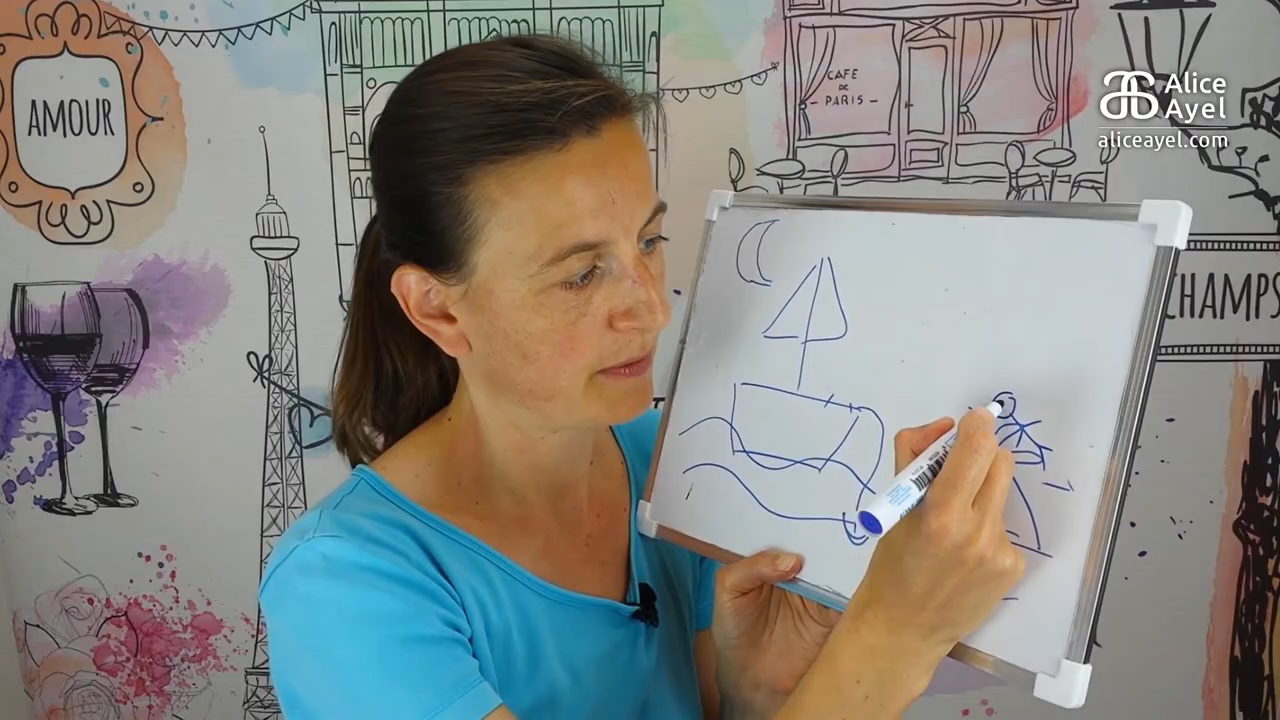 AMOUR
CAFE
DE
- PARIS -
Alice
Ayel
aliceayel.com
CHAMPS